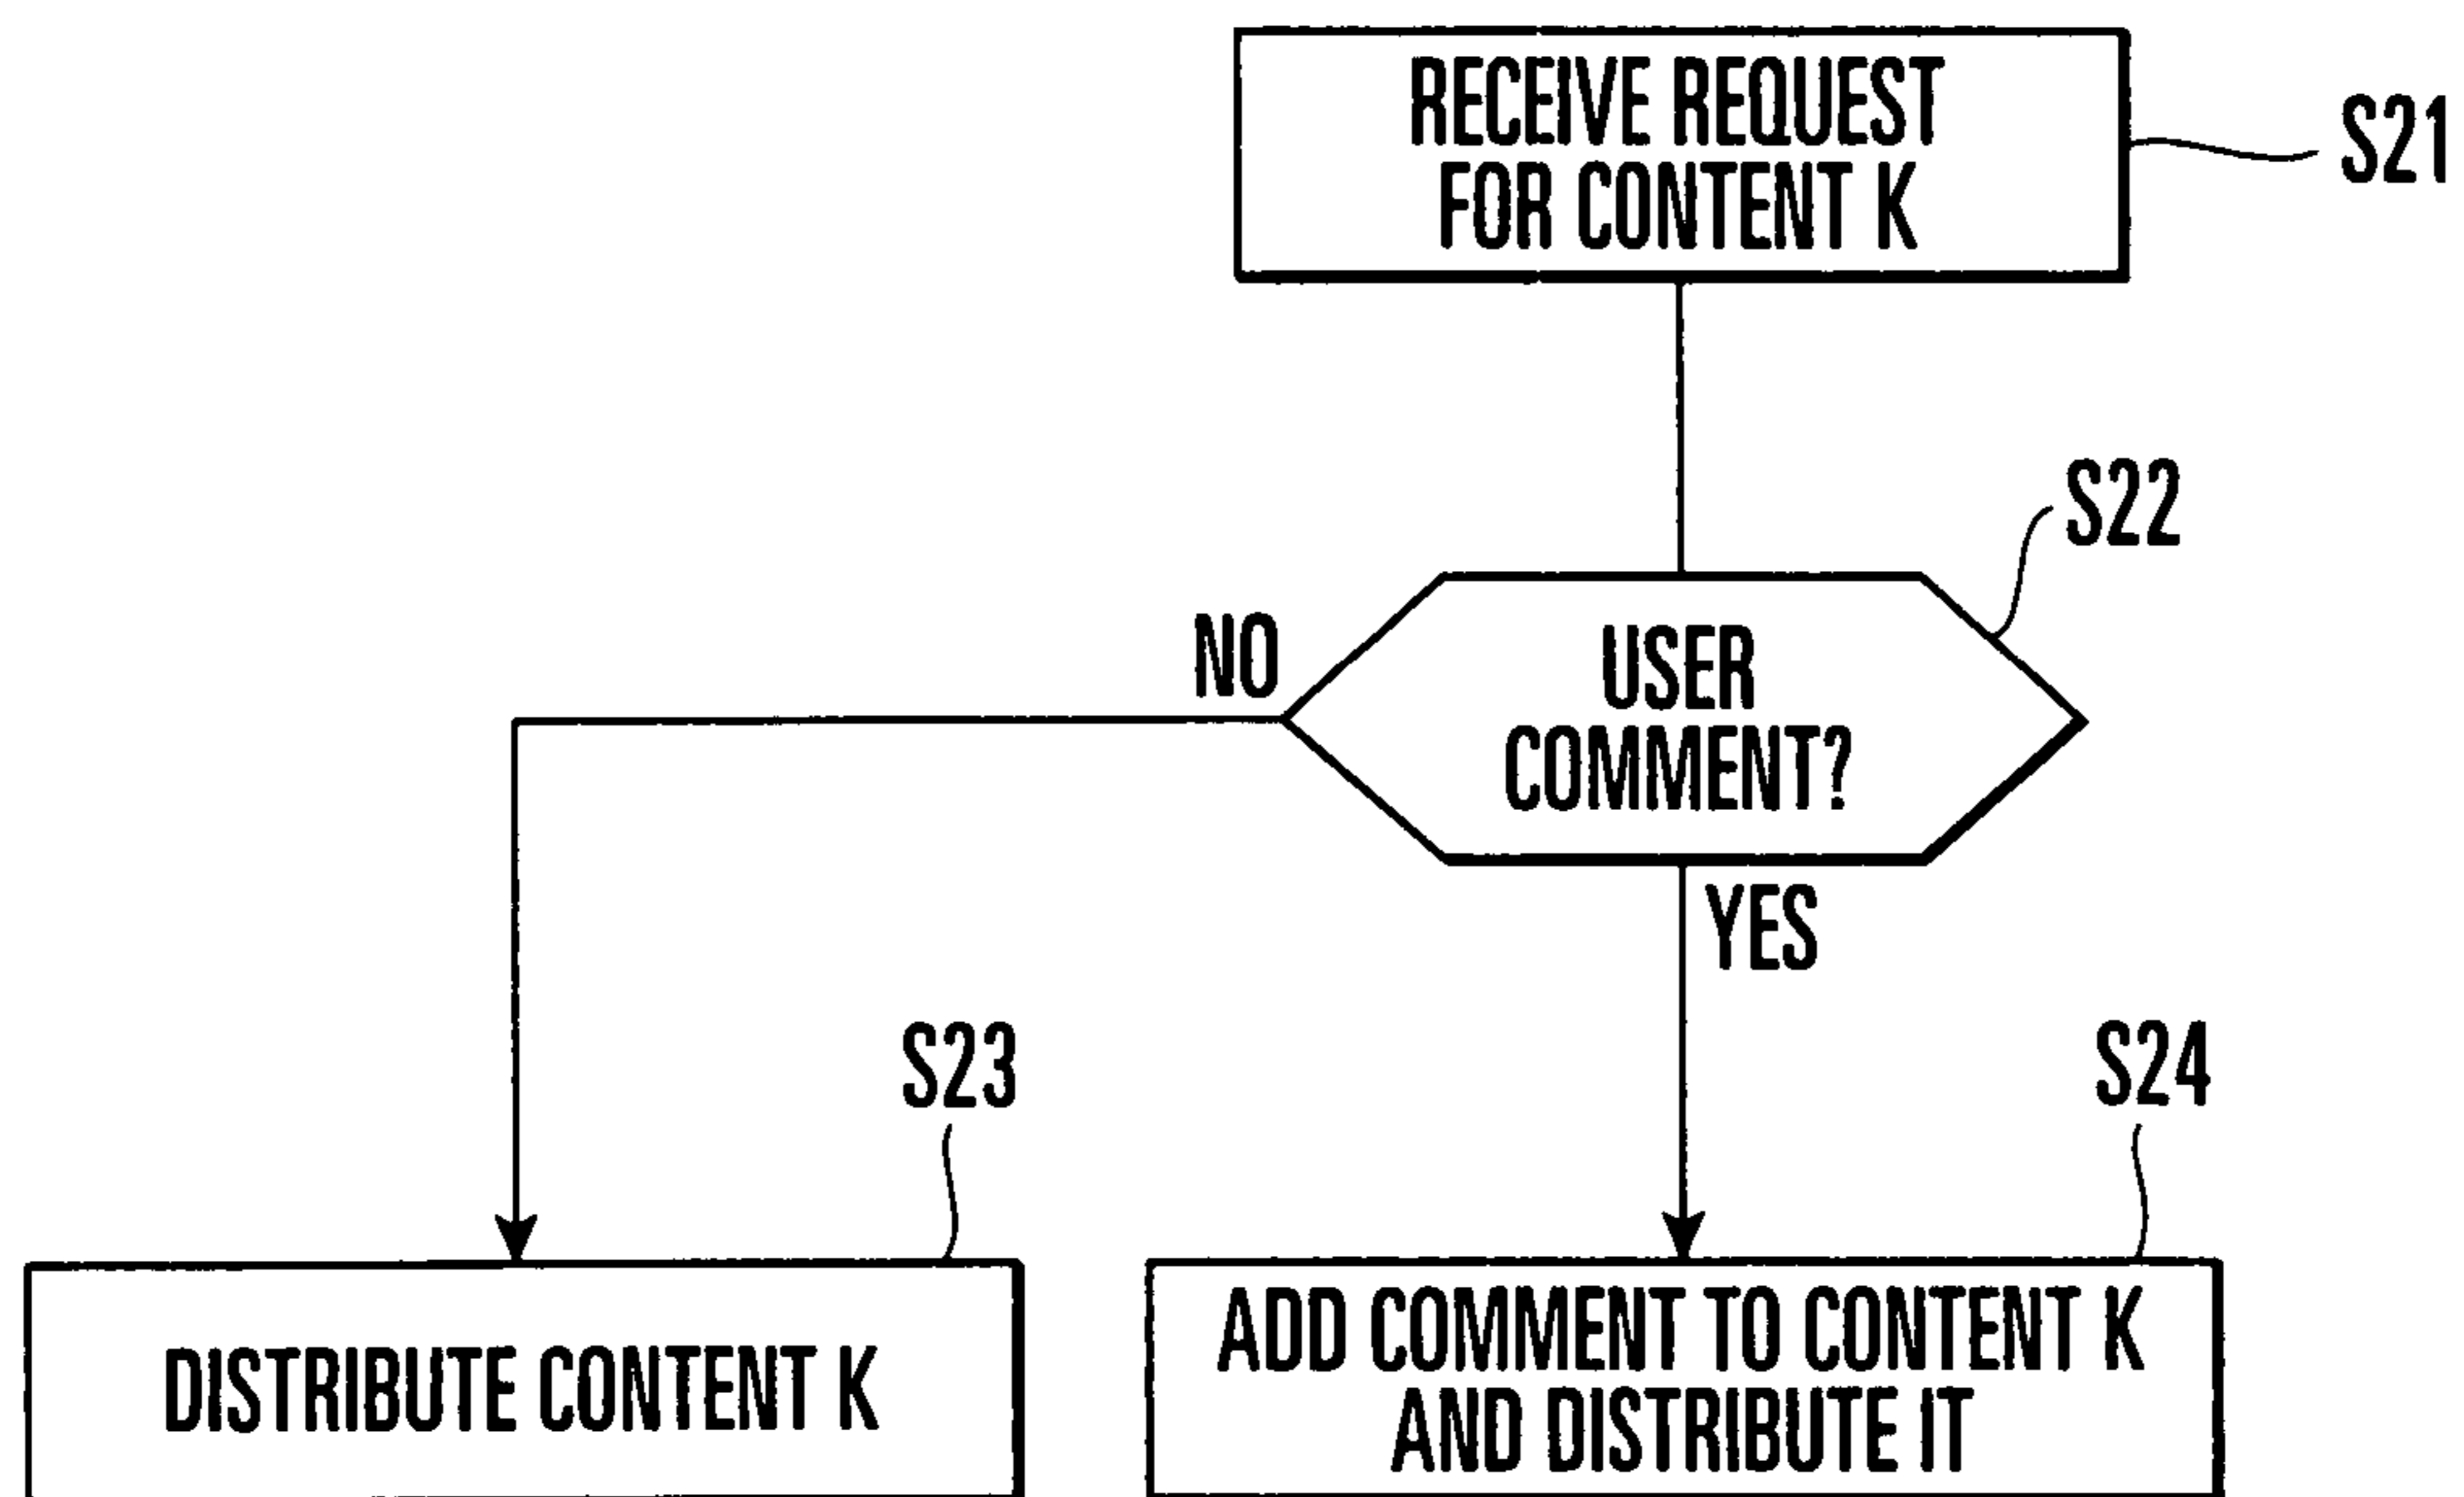 RECEIVE REQUEST
FOR CONTENT K
S21
S22
NO
USER
COMMENT?
YES
S23
S24
DISTRIBUTE CONTENT K
ADD COMMENT TO CONTENT K
AND DISTRIBUTE IT